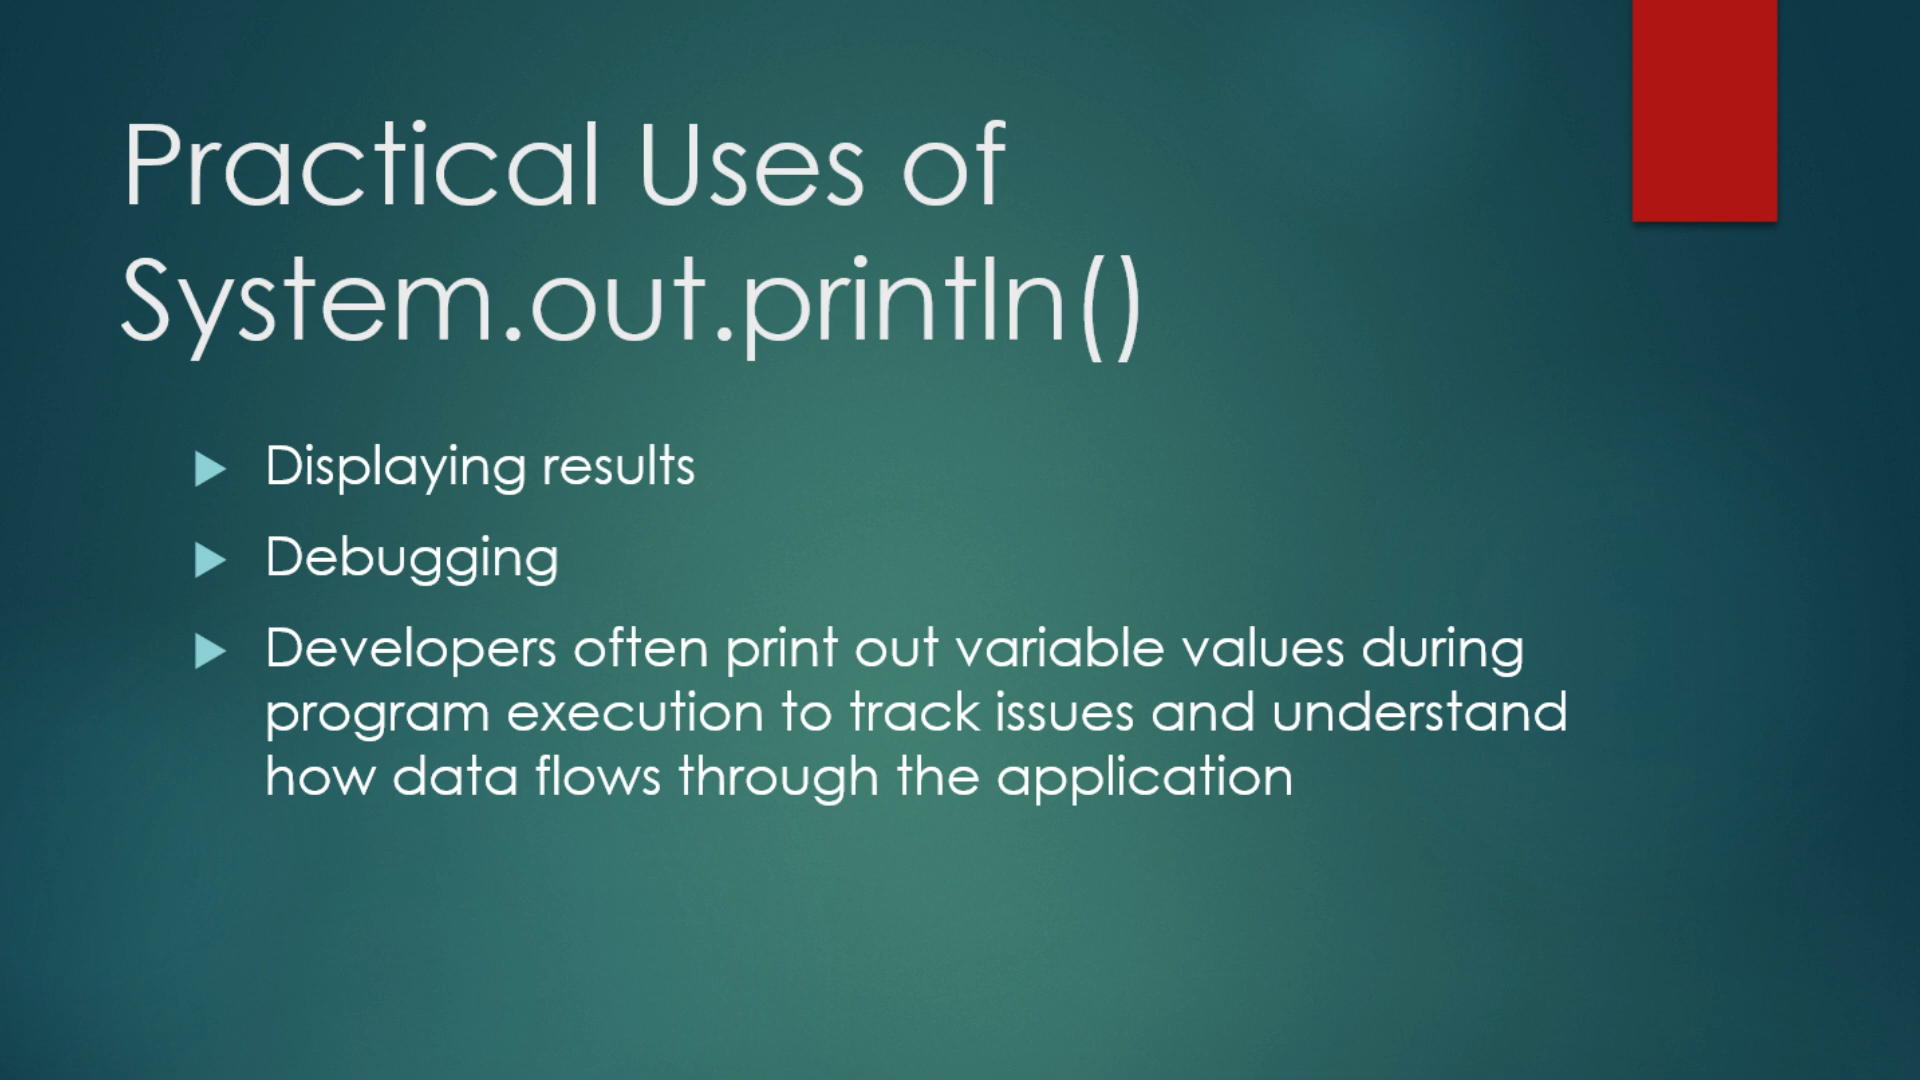 Practical Uses of
System.out.println()
Displaying results
Debugging
Developers often print out variable values during
program execution to track issues and understand
how data flows through the application